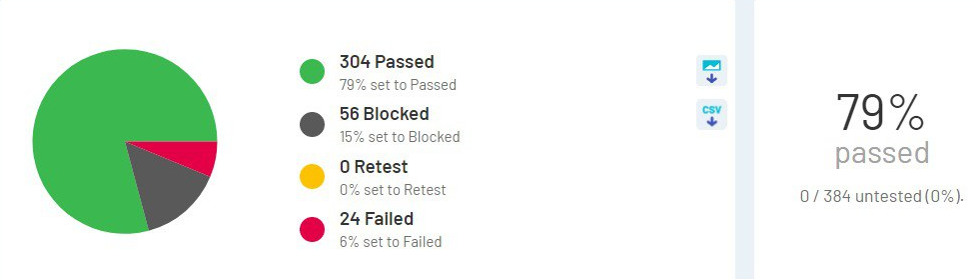 304 Passed
79% set to Passed
56 Blocked
15% set to Blocked
0 Retest
0% set to Retest
24 Failed
6% set to Failed
CSV
79%
passed
0 / 384 untested (0%).